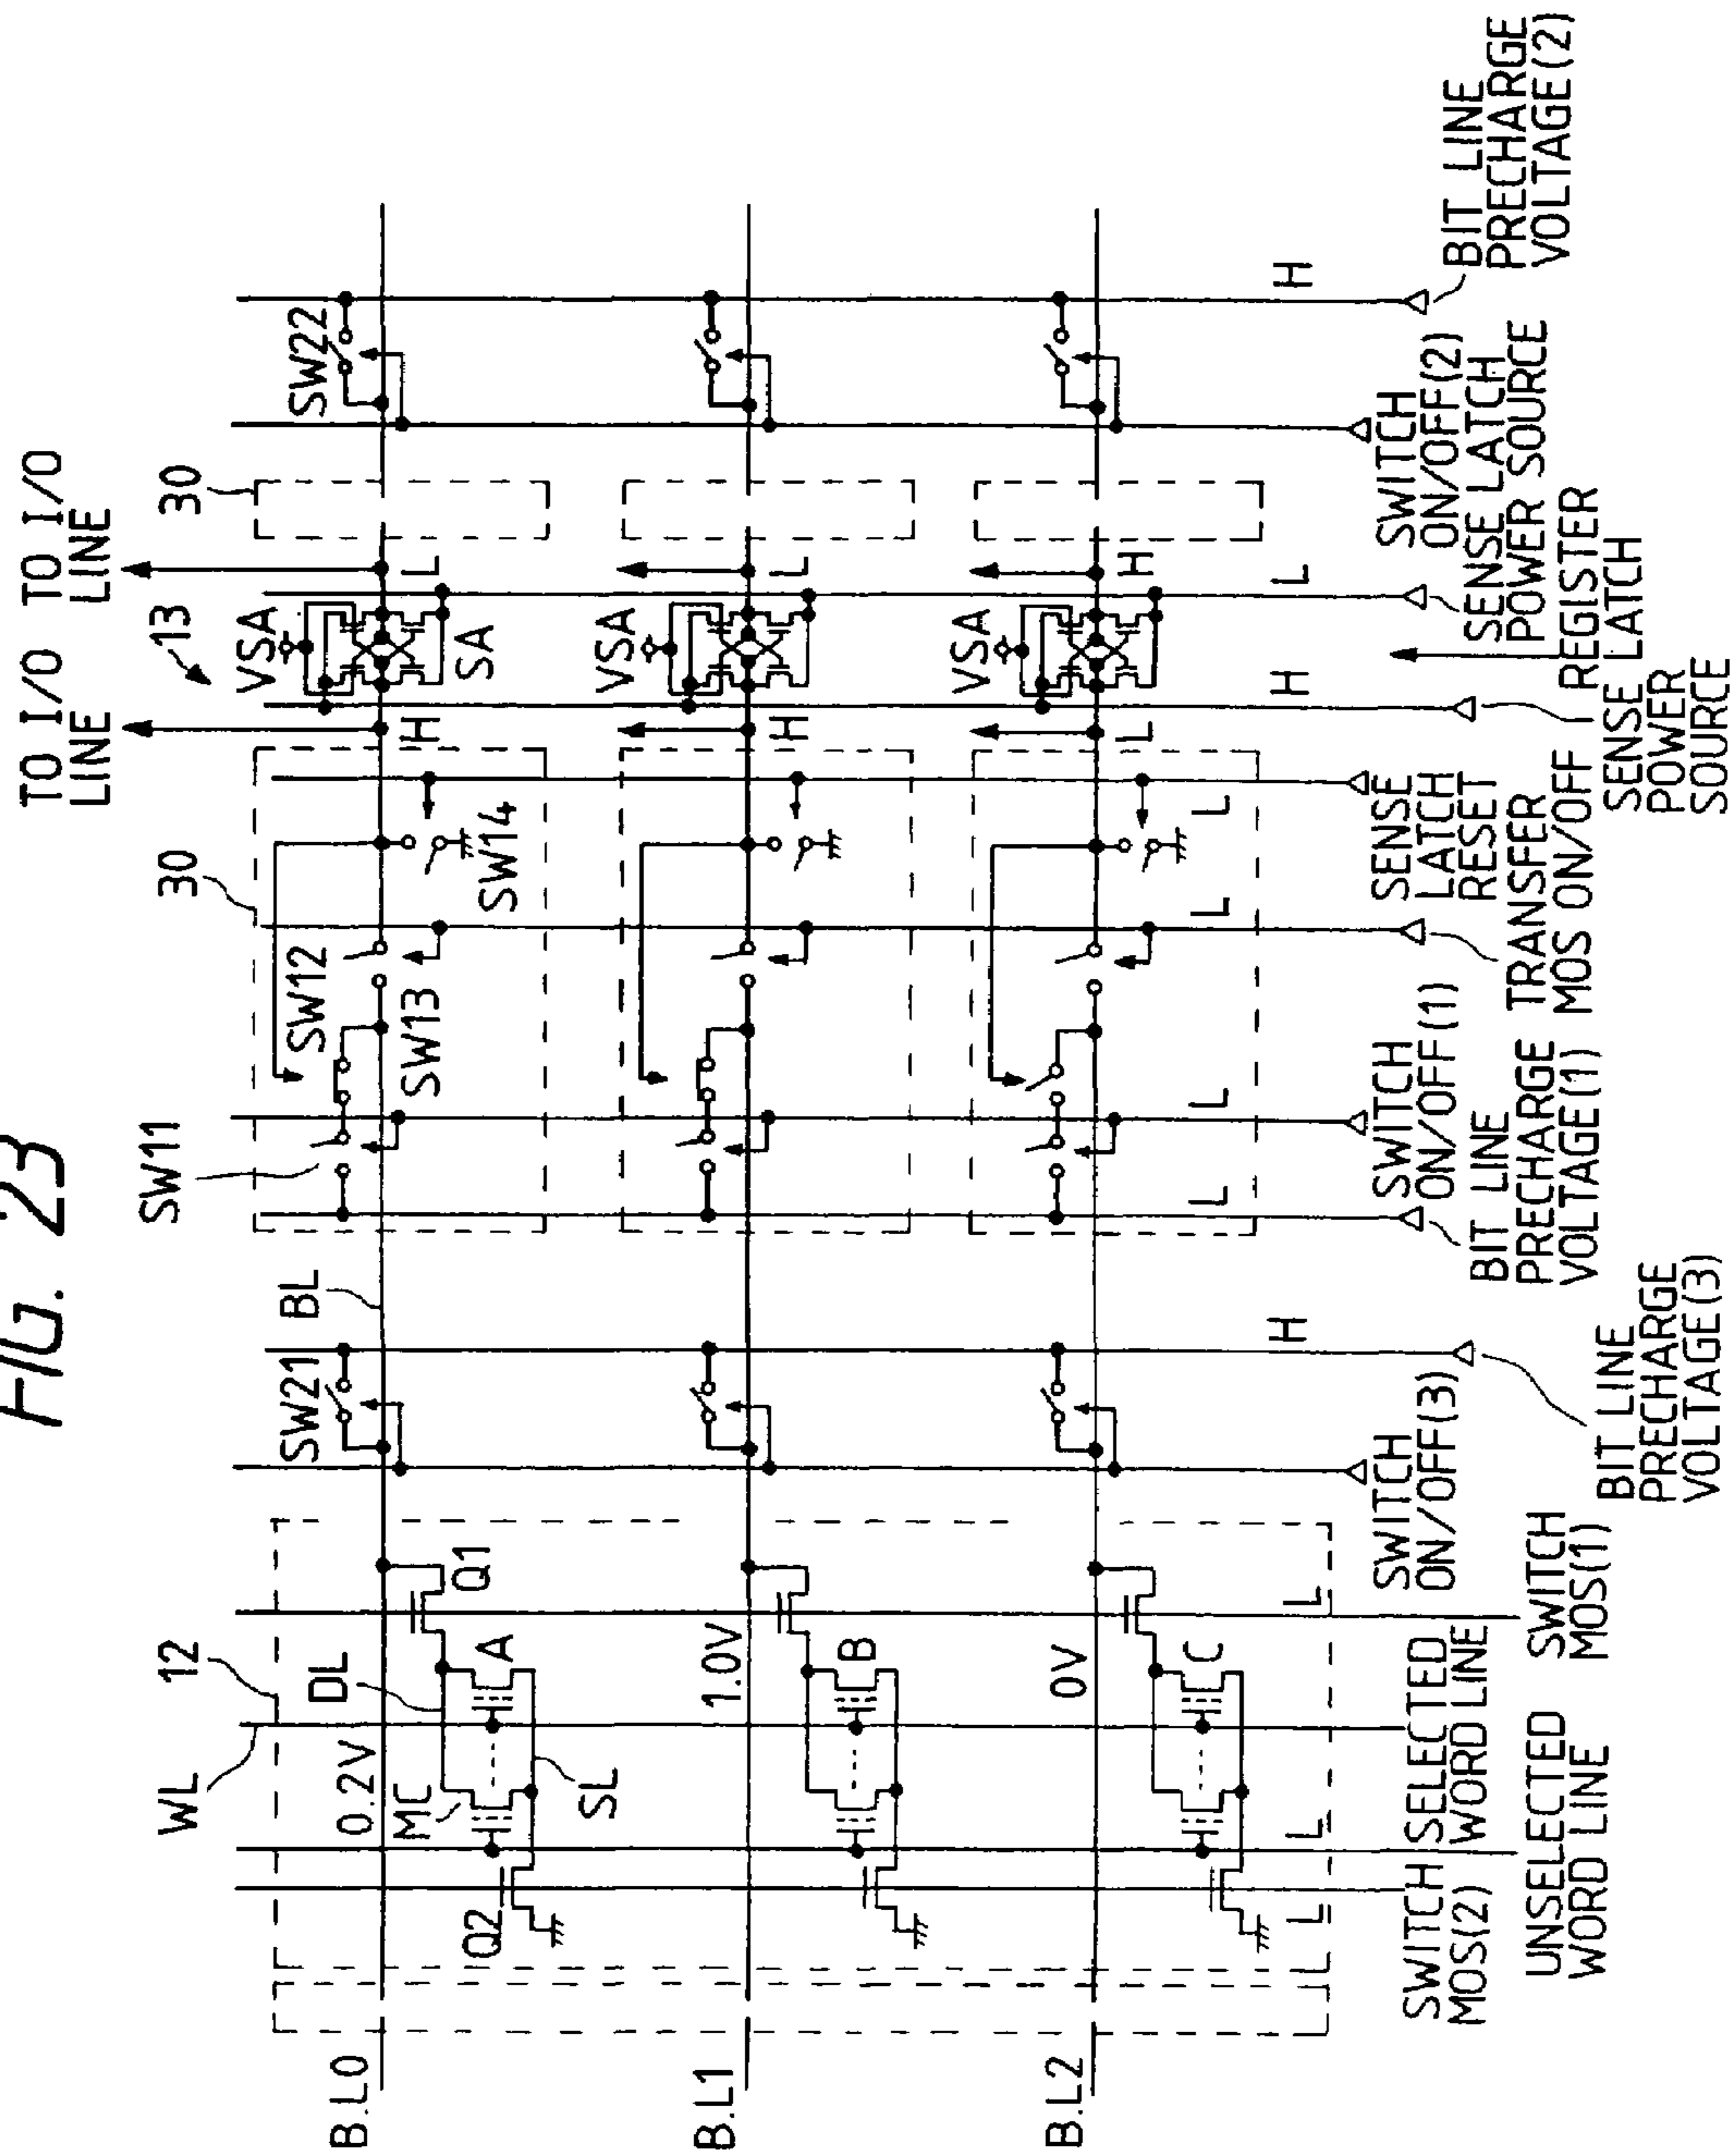 FIG. 23
TO I/O
LINE
TO I/O
LINE
13
SW11
30
30
SW12
SW13
SW14
VSA
SA
H
L
SW22
WL
12
DL
0.2V
MC
A
Q1
Q2
SL
SW21
BL
B.L0
VSA
H
L
1.0V
B
B.L1
VSA
L
H
0V
C
B.L2
L
L
L
H
L
L
L
L
H
L
H
SWITCH
MOS(2)
UNSELECTED
WORD LINE
SELECTED
WORD LINE
SWITCH
MOS(1)
SWITCH
ON/OFF(3)
BIT LINE
PRECHARGE
VOLTAGE(3)
BIT LINE
PRECHARGE
VOLTAGE(1)
SWITCH
ON/OFF(1)
TRANSFER
MOS ON/OFF
SENSE
LATCH
RESET
SENSE LATCH
POWER
SOURCE
REGISTER
SENSE LATCH
POWER SOURCE
SWITCH
ON/OFF(2)
BIT LINE
PRECHARGE
VOLTAGE(2)